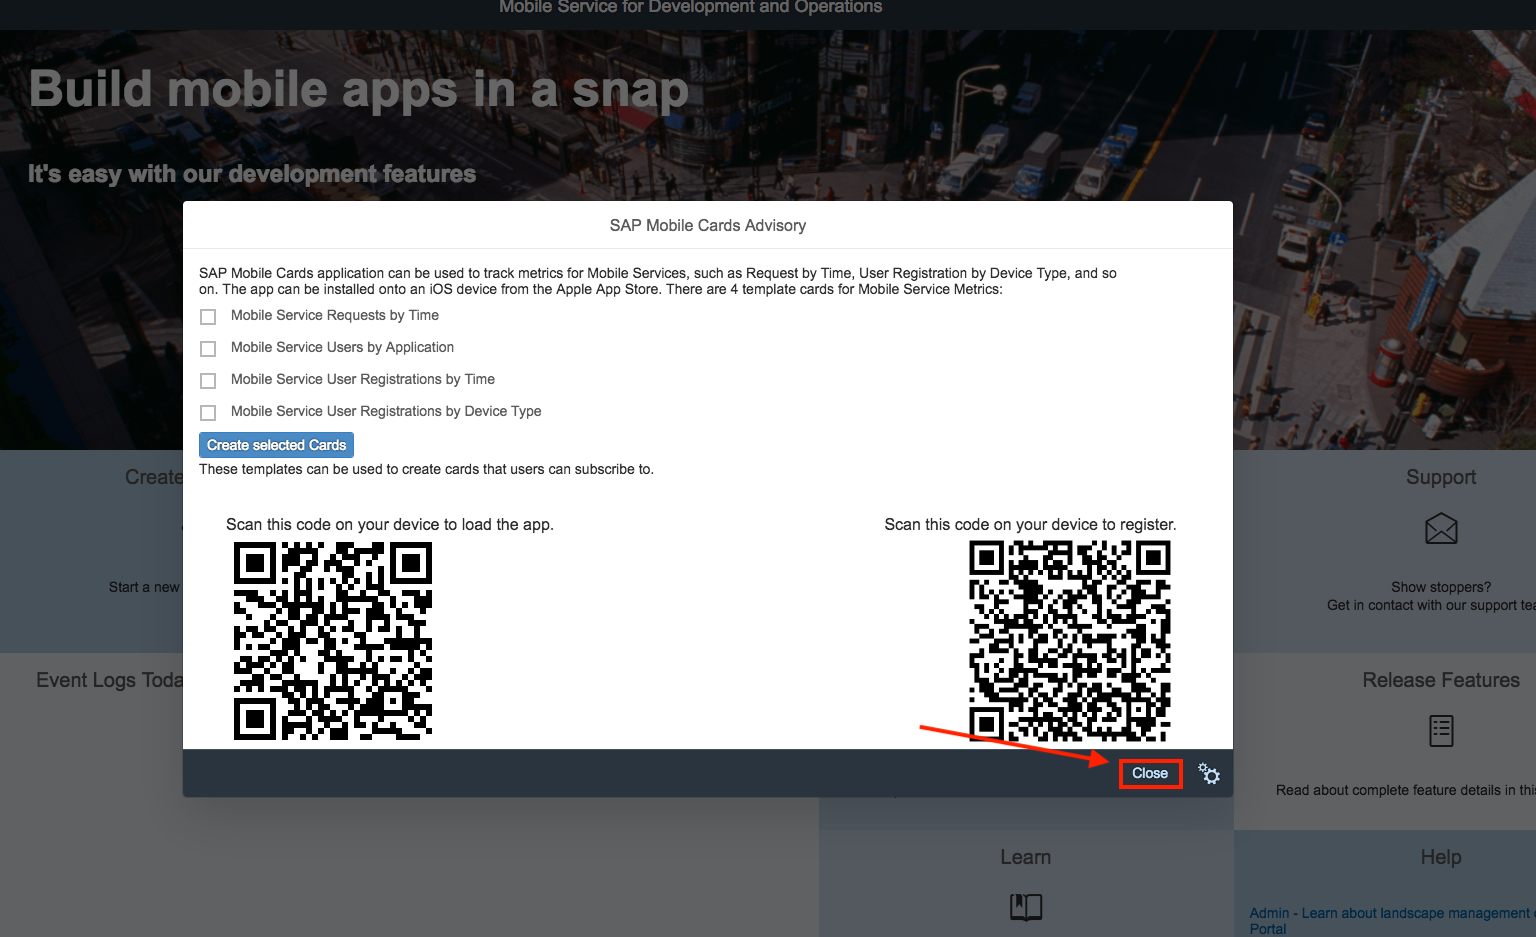 Mobile Service for Development and Operations
Build mobile apps in a snap
It's easy with our development features
SAP Mobile Cards Advisory
SAP Mobile Cards application can be used to track metrics for Mobile Services, such as Request by Time, User Registration by Device Type, and so
on. The app can be installed onto an iOS device from the Apple App Store. There are 4 template cards for Mobile Service Metrics:
Mobile Service Requests by Time
Mobile Service Users by Application
Mobile Service User Registrations by Time
Mobile Service User Registrations by Device Type
Create selected Cards
These templates can be used to create cards that users can subscribe to.
Scan this code on your device to load the app.
Scan this code on your device to register.
Close
Create
Start a new
Support
Show stoppers?
Get in contact with our support
Event Logs
Release Features
Read about complete feature details in
Learn
Help
Admin - Learn about landscape management
Portal